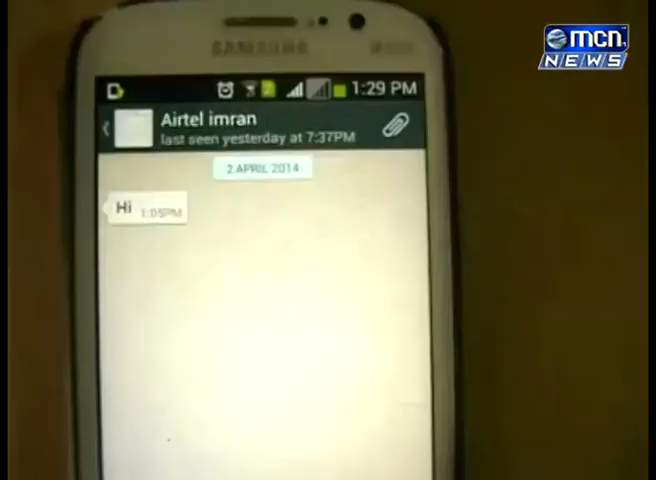 SAMSUNG
mcn
NEWS
1:29 PM
Airtel imran
last seen yesterday at 7:37PM
2 APRIL 2014
Hi 1:05PM